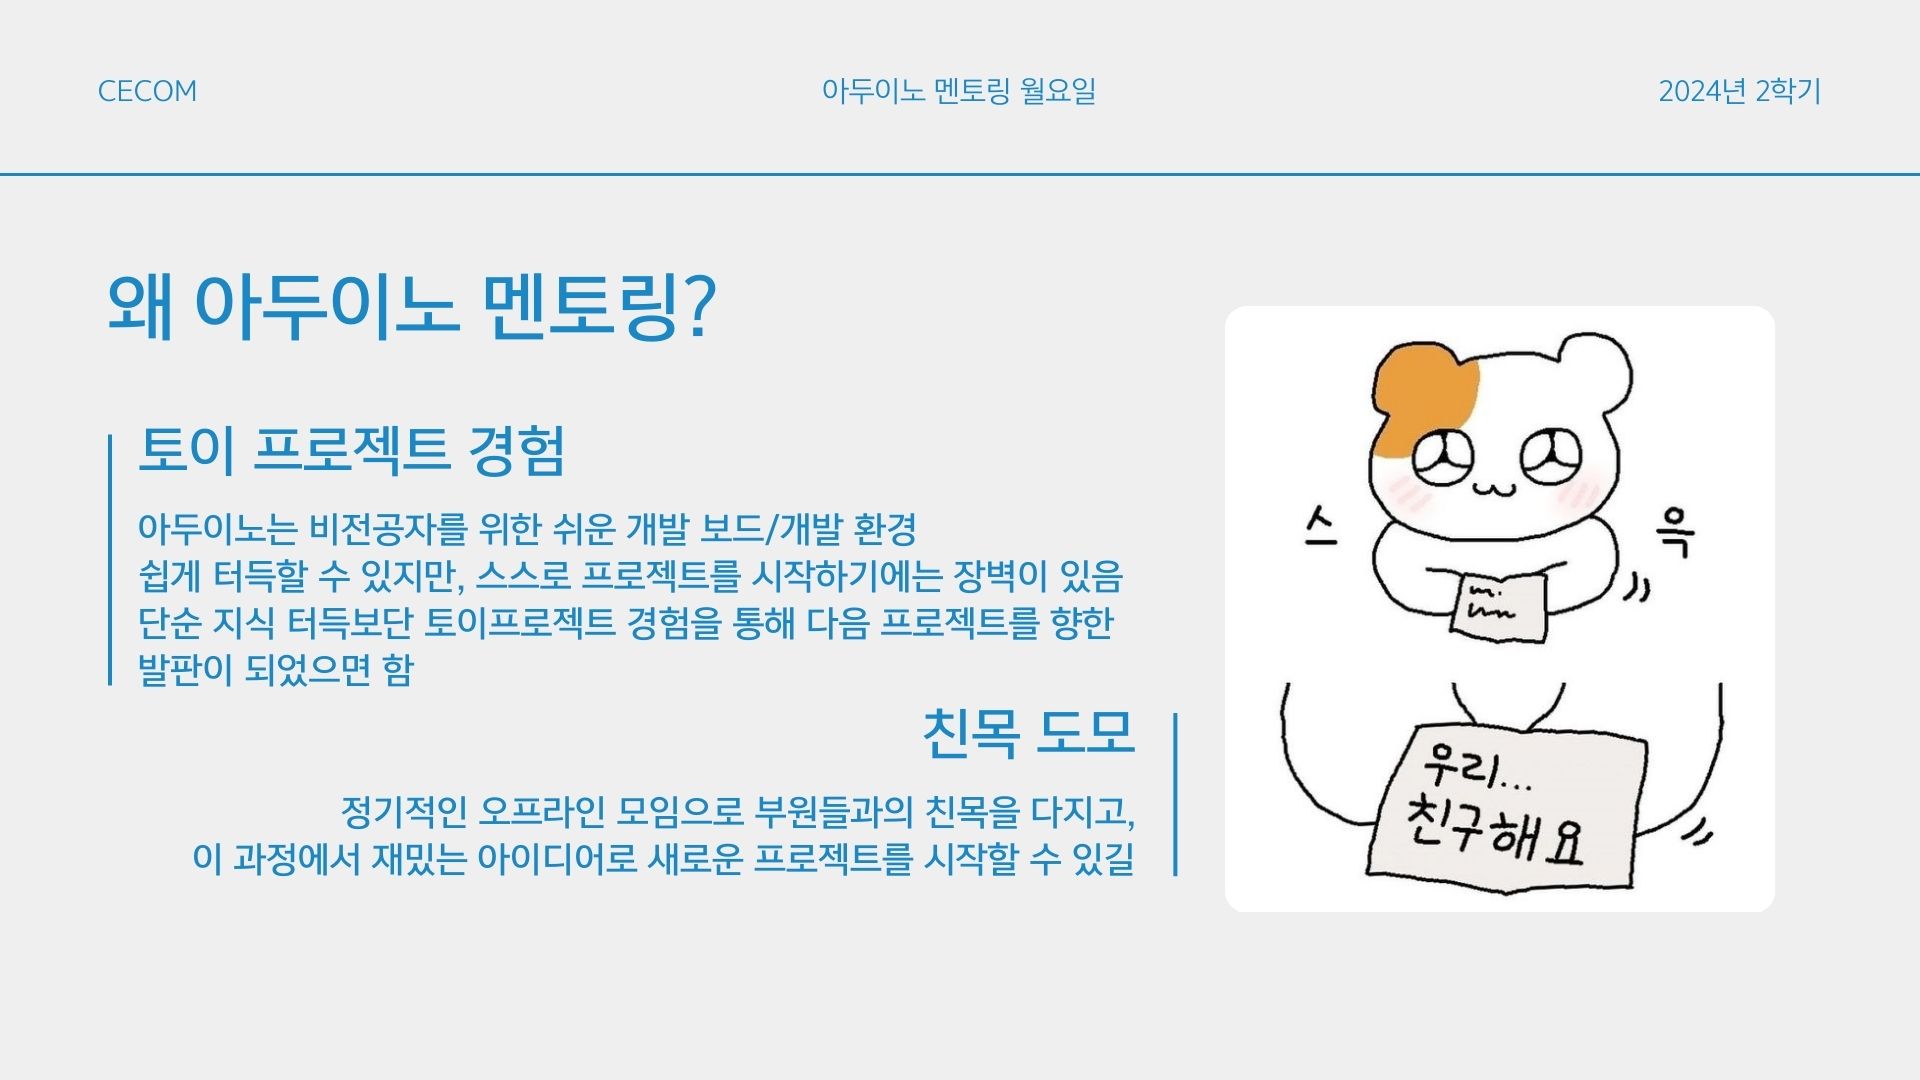 CECOM
아두이노 멘토링 월요일
2024년 2학기
왜 아두이노 멘토링?
토이 프로젝트 경험
아두이노는 비전공자를 위한 쉬운 개발 보드/개발 환경
쉽게 터득할 수 있지만, 스스로 프로젝트를 시작하기에는 장벽이 있음
단순 지식 터득보단 토이프로젝트 경험을 통해 다음 프로젝트를 향한
발판이 되었으면 함
친목 도모
정기적인 오프라인 모임으로 부원들과의 친목을 다지고,
이 과정에서 재밌는 아이디어로 새로운 프로젝트를 시작할 수 있길
스 윽
우리...
친구해요